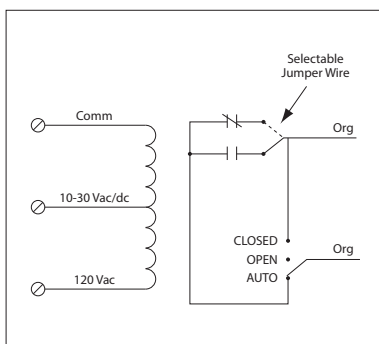 Selectable
Jumper Wire
Comm
Org
10-30 Vac/dc
CLOSED
OPEN
Org
AUTO
120 Vac